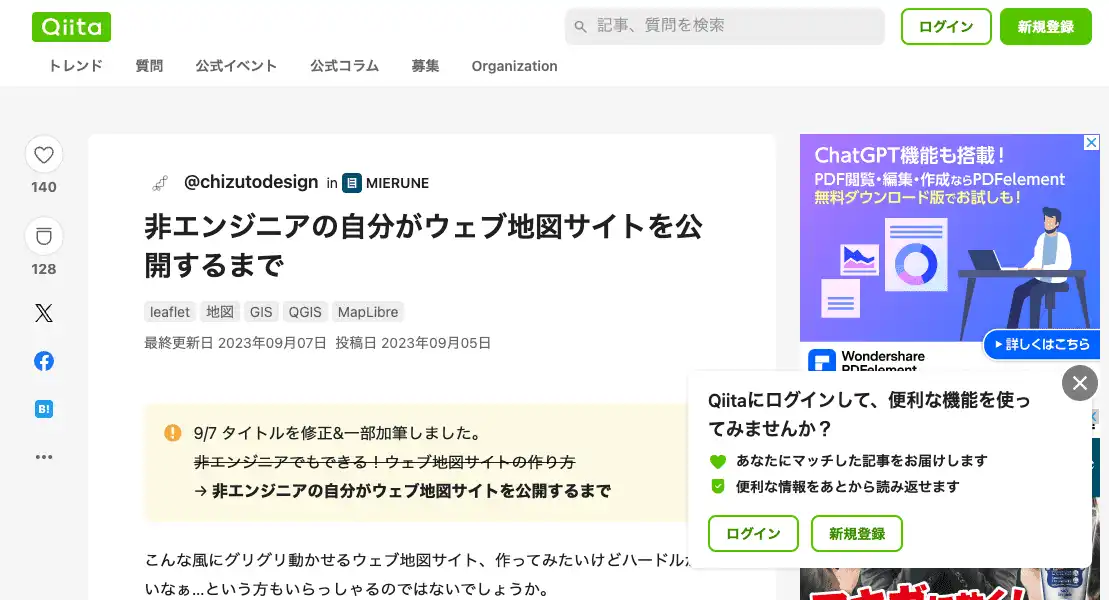 Qiita
記事、質問を検索
ログイン
新規登録
トレンド
質問
公式イベント
公式コラム
募集
Organization
140
128
B!
@chizutodesign in MIERUNE
非エンジニアの自分がウェブ地図サイトを公
開するまで
leaflet 地図 GIS QGIS MapLibre
最終更新日 2023年09月07日 投稿日 2023年09月05日
9/7 タイトルを修正&一部加筆しました。
非エンジニアでもできる！ウェブ地図サイトの作り方
→ 非エンジニアの自分がウェブ地図サイトを公開するまで
こんな風にグリグリ動かせるウェブ地図サイト、作ってみたいけどハードルが
いなぁ...という方もいらっしゃるのではないでしょうか。
ChatGPT機能も搭載！
PDF閲覧・編集・作成ならPDFelement
無料ダウンロード版でお試しも！
詳しくはこちら
Wondershare
PDFelement
Qiitaにログインして、便利な機能を使っ
てみませんか？
あなたにマッチした記事をお届けします
便利な情報をあとから読み返せます
ログイン
新規登録